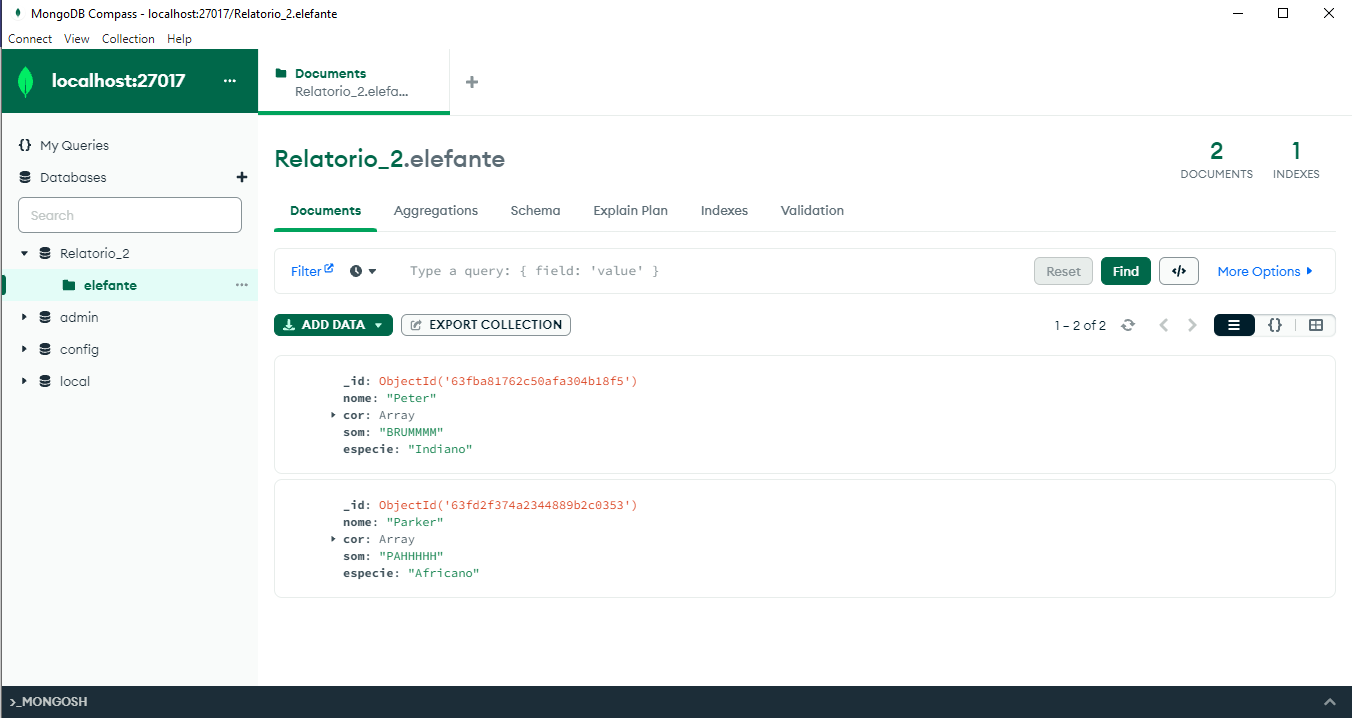 MongoDB Compass - localhost:27017/Relatorio_2.elefante
Connect View Collection Help
localhost:27017 ...
Documents
Relatorio_2.elefa...
{} My Queries
Databases
Search
Relatorio_2
elefante
admin
config
local
Relatorio_2.elefante
2
DOCUMENTS
1
INDEXES
Documents Aggregations Schema Explain Plan Indexes Validation
Filter Type a query: { field: 'value' } Reset Find </> More Options
ADD DATA EXPORT COLLECTION 1 – 2 of 2 {}
_id: ObjectId('63fba81762c50afa304b18f5')
nome: "Peter"
cor: Array
som: "BRUMMMM"
especie: "Indiano"
_id: ObjectId('63fd2f374a2344889b2c0353')
nome: "Parker"
cor: Array
som: "PAHHHHH"
especie: "Africano"
>_MONGOSH